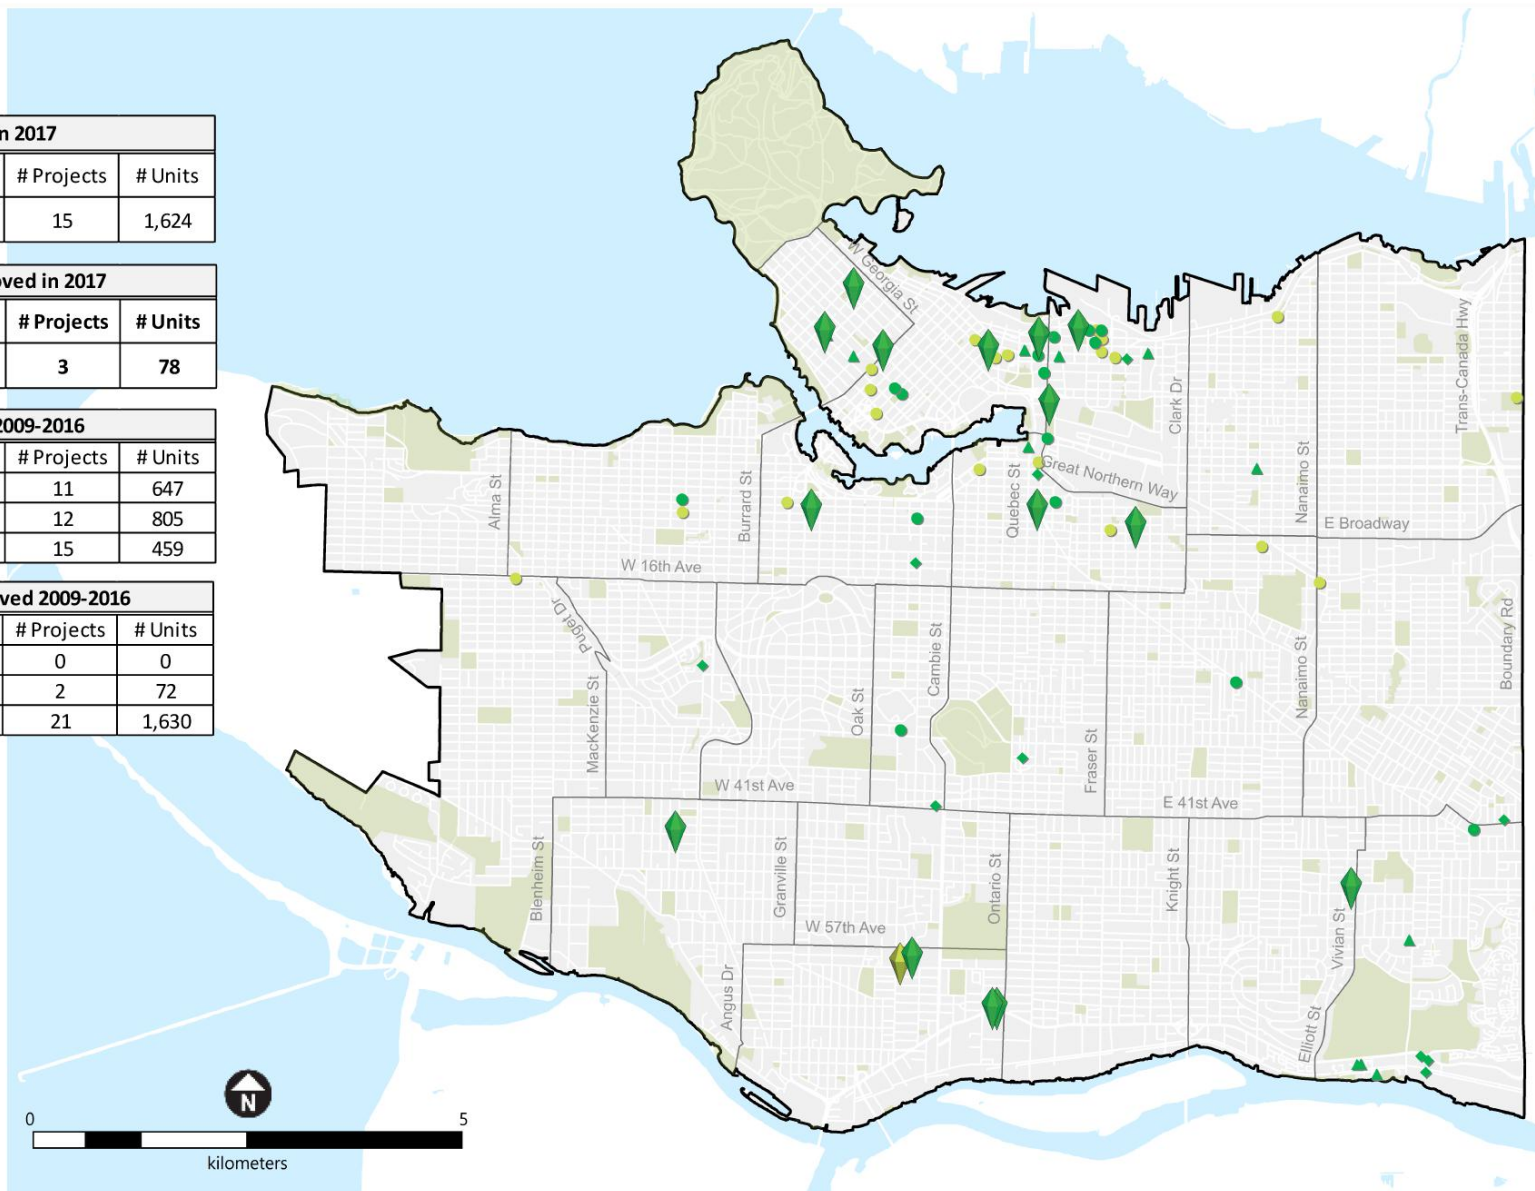 n 2017
# Projects # Units
15 1,624
oved in 2017
# Projects # Units
3 78
2009-2016
# Projects # Units
11 647
12 805
15 459
ved 2009-2016
# Projects # Units
0 0
2 72
21 1,630
W Georgia St
Clark Dr
Trans-Canada Hwy
Alma St
Burrard St
Quebec St
Great Northern Way
Nanaimo St
E Broadway
W 16th Ave
Puget Dr
MacKenzie St
Oak St
Cambie St
Fraser St
Nanaimo St
Boundary Rd
W 41st Ave
E 41st Ave
Blenheim St
Granville St
Ontario St
Knight St
Vivian St
W 57th Ave
Angus Dr
Elliott St
N
0 5
kilometers